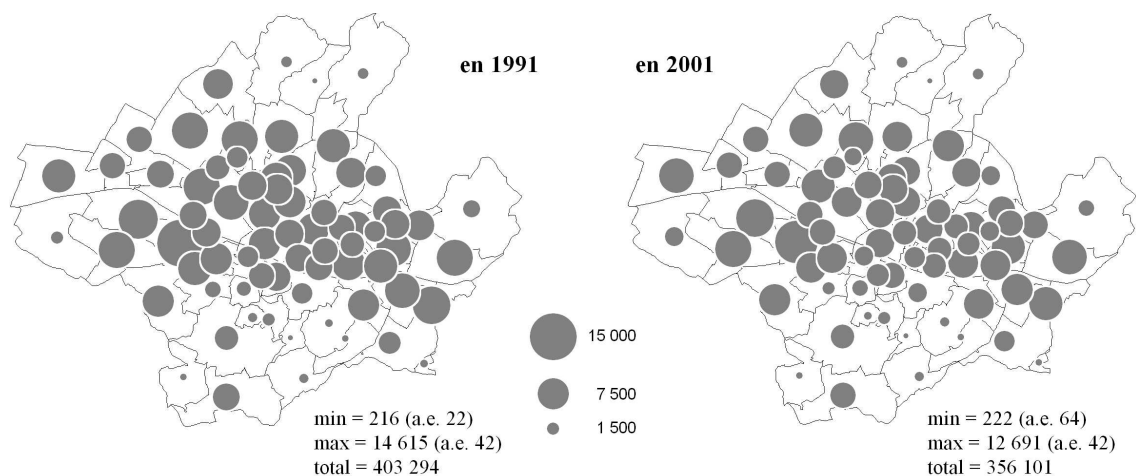 en 1991
en 2001
15 000
7 500
1 500
min = 216 (a.e. 22)
max = 14 615 (a.e. 42)
total = 403 294
min = 222 (a.e. 64)
max = 12 691 (a.e. 42)
total = 356 101